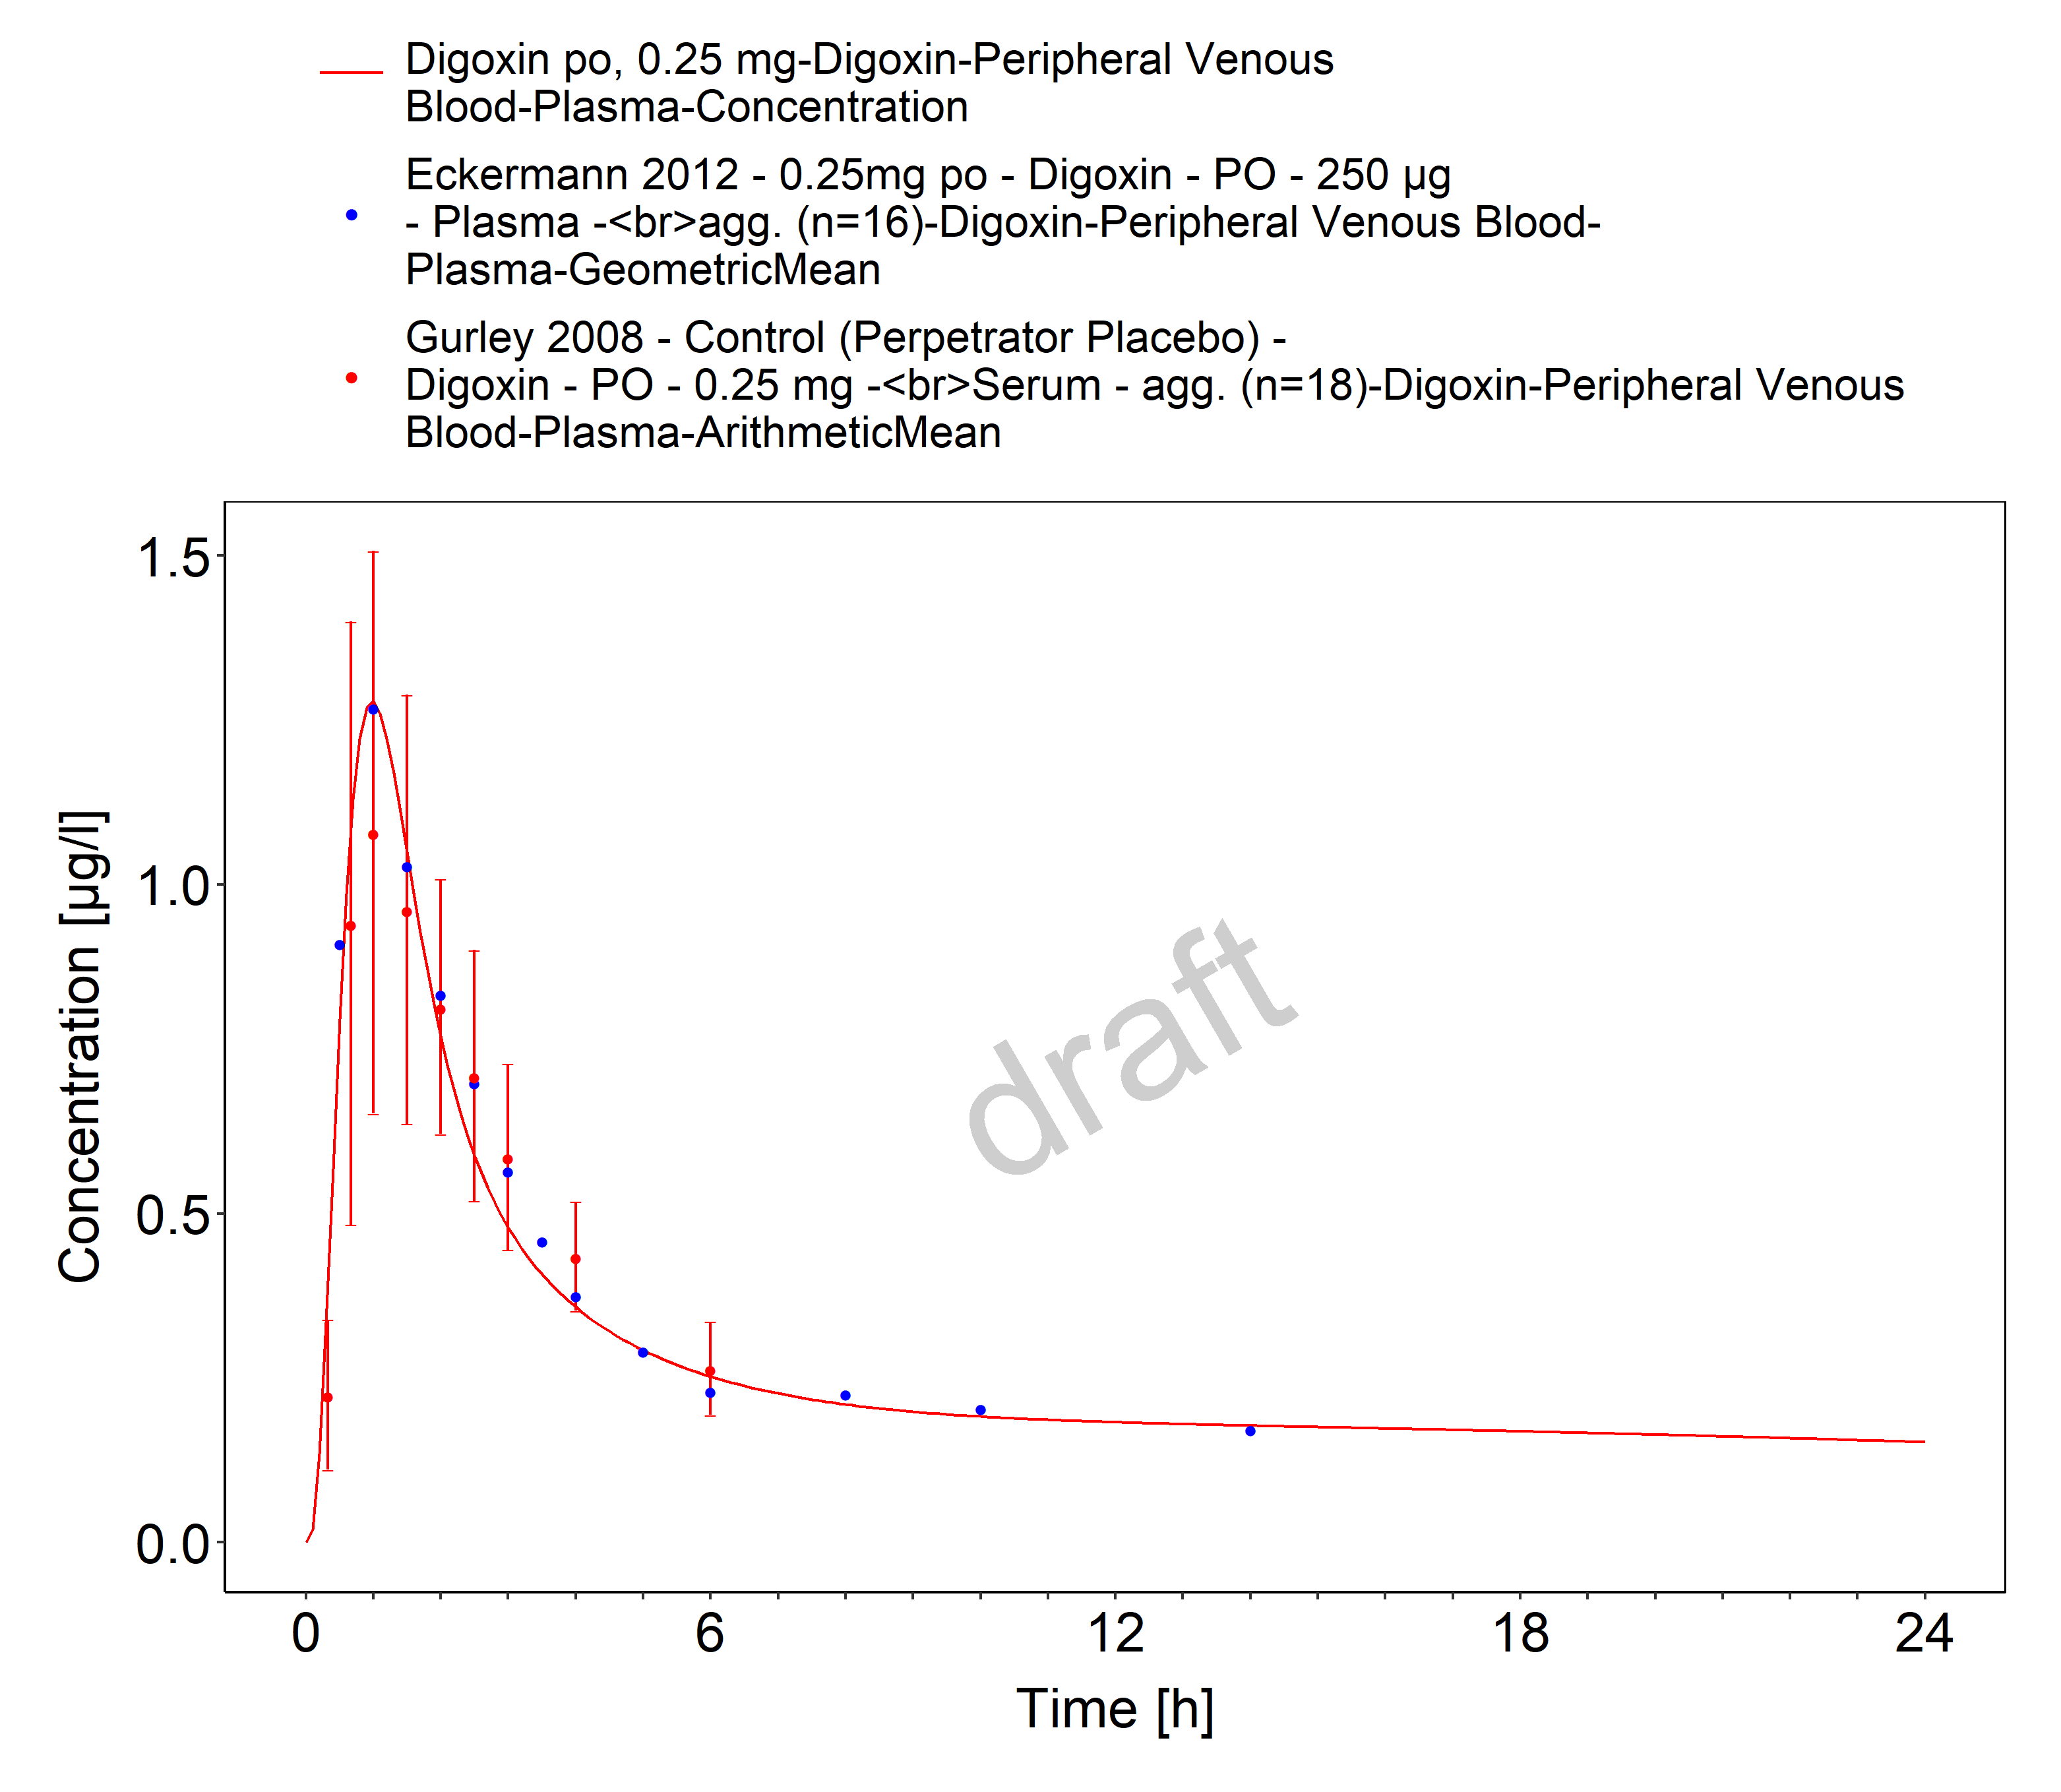 Digoxin po, 0.25 mg-Digoxin-Peripheral Venous
Blood-Plasma-Concentration
Eckermann 2012 - 0.25mg po - Digoxin - PO - 250 µg
- Plasma -<br>agg. (n=16)-Digoxin-Peripheral Venous Blood-
Plasma-GeometricMean
Gurley 2008 - Control (Perpetrator Placebo) -
Digoxin - PO - 0.25 mg -<br>Serum - agg. (n=18)-Digoxin-Peripheral Venous
Blood-Plasma-ArithmeticMean
1.5
1.0
0.5
0.0
Concentration [µg/l]
draft
0 6 12 18 24
Time [h]